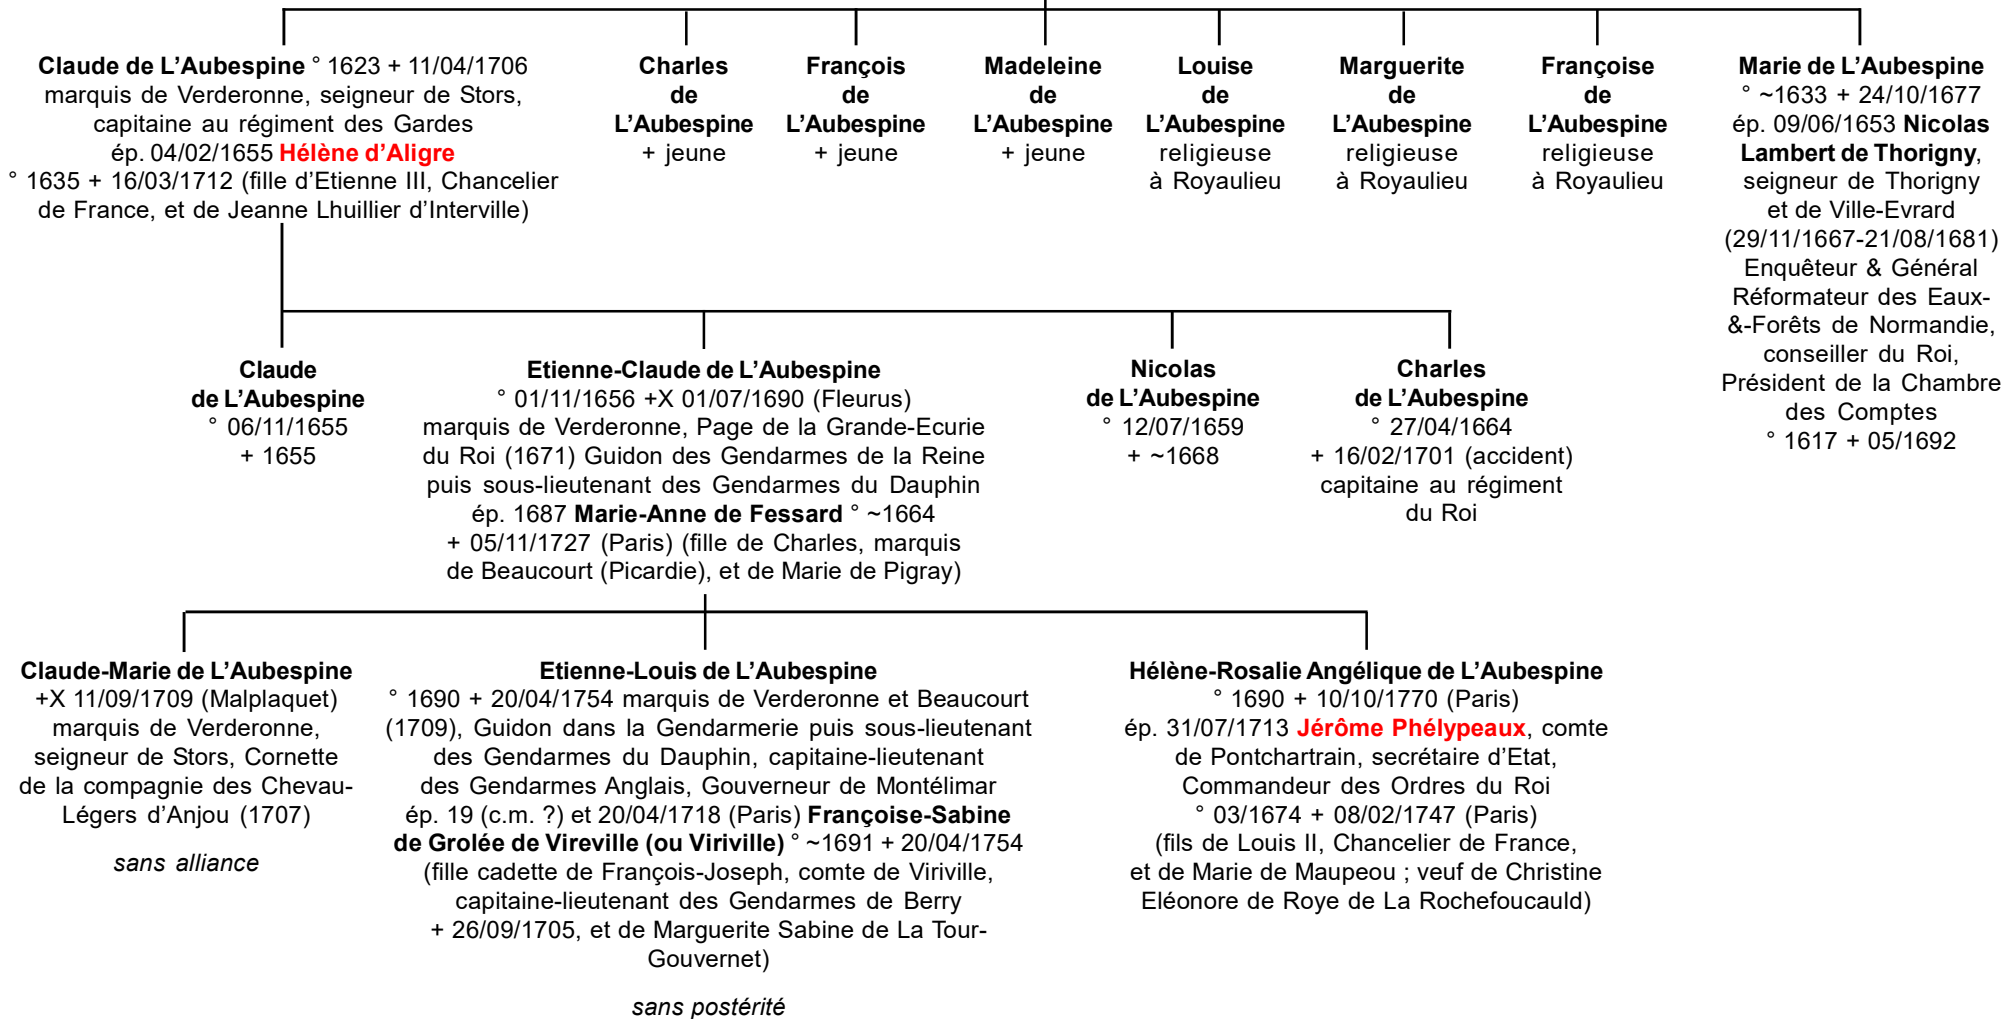 Claude de L’Aubespine ° 1623 + 11/04/1706
marquis de Verderonne, seigneur de Stors,
capitaine au régiment des Gardes
ép. 04/02/1655 Hélène d’Aligre
° 1635 + 16/03/1712 (fille d’Etienne III, Chancelier
de France, et de Jeanne Lhuillier d’Interville)
Charles
de
L’Aubespine
+ jeune
François
de
L’Aubespine
+ jeune
Madeleine
de
L’Aubespine
+ jeune
Louise
de
L’Aubespine
religieuse
à Royaulieu
Marguerite
de
L’Aubespine
religieuse
à Royaulieu
Françoise
de
L’Aubespine
religieuse
à Royaulieu
Marie de L’Aubespine
° ~1633 + 24/10/1677
ép. 09/06/1653 Nicolas
Lambert de Thorigny,
seigneur de Thorigny
et de Ville-Evrard
(29/11/1667-21/08/1681)
Enquêteur & Général
Réformateur des Eaux-
&-Forêts de Normandie,
conseiller du Roi,
Président de la Chambre
des Comptes
° 1617 + 05/1692
Claude
de L’Aubespine
° 06/11/1655
+ 1655
Etienne-Claude de L’Aubespine
° 01/11/1656 +X 01/07/1690 (Fleurus)
marquis de Verderonne, Page de la Grande-Ecurie
du Roi (1671) Guidon des Gendarmes de la Reine
puis sous-lieutenant des Gendarmes du Dauphin
ép. 1687 Marie-Anne de Fessard ° ~1664
+ 05/11/1727 (Paris) (fille de Charles, marquis
de Beaucourt (Picardie), et de Marie de Pigray)
Nicolas
de L’Aubespine
° 12/07/1659
+ ~1668
Charles
de L’Aubespine
° 27/04/1664
+ 16/02/1701 (accident)
capitaine au régiment
du Roi
Claude-Marie de L’Aubespine
+X 11/09/1709 (Malplaquet)
marquis de Verderonne,
seigneur de Stors, Cornette
de la compagnie des Chevau-
Légers d’Anjou (1707)
sans alliance
Etienne-Louis de L’Aubespine
° 1690 + 20/04/1754 marquis de Verderonne et Beaucourt
(1709), Guidon dans la Gendarmerie puis sous-lieutenant
des Gendarmes du Dauphin, capitaine-lieutenant
des Gendarmes Anglais, Gouverneur de Montélimar
ép. 19 (c.m. ?) et 20/04/1718 (Paris) Françoise-Sabine
de Grolée de Vireville (ou Viriville) ° ~1691 + 20/04/1754
(fille cadette de François-Joseph, comte de Viriville,
capitaine-lieutenant des Gendarmes de Berry
+ 26/09/1705, et de Marguerite Sabine de La Tour-
Gouvernet)
sans postérité
Hélène-Rosalie Angélique de L’Aubespine
° 1690 + 10/10/1770 (Paris)
ép. 31/07/1713 Jérôme Phélypeaux, comte
de Pontchartrain, secrétaire d’Etat,
Commandeur des Ordres du Roi
° 03/1674 + 08/02/1747 (Paris)
(fils de Louis II, Chancelier de France,
et de Marie de Maupeou ; veuf de Christine
Eléonore de Roye de La Rochefoucauld)